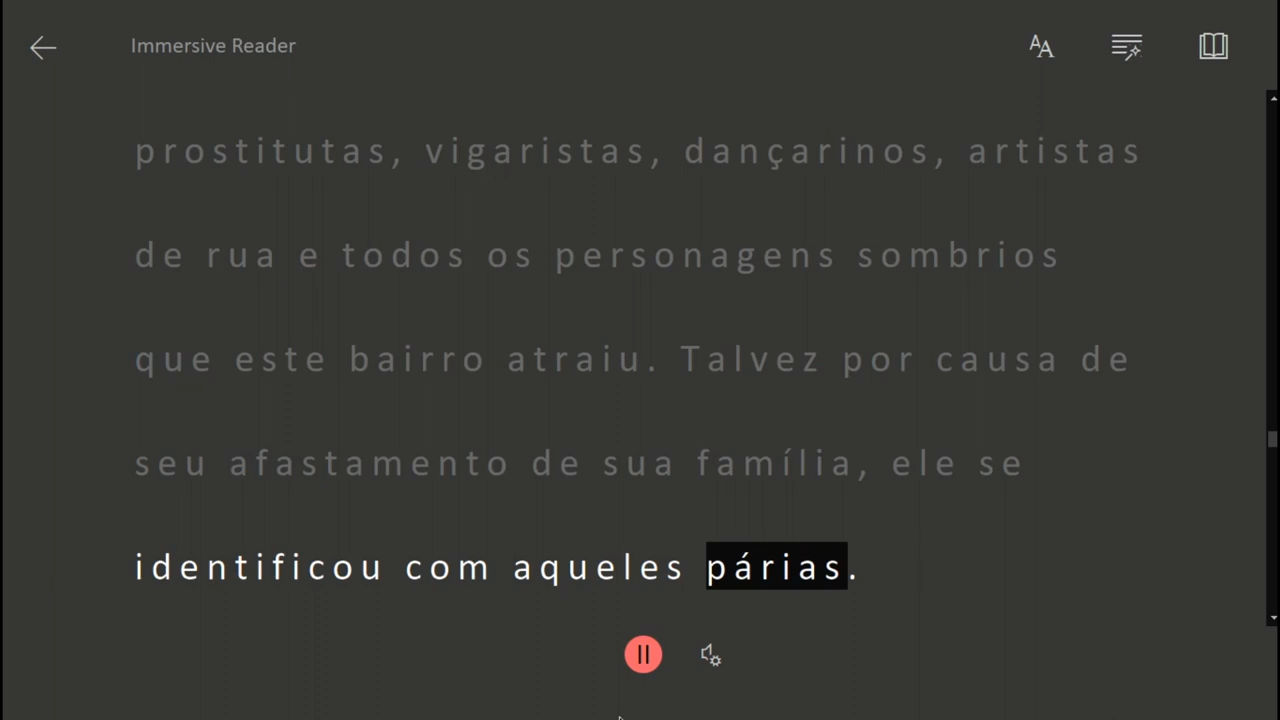 Immersive Reader
prostitutas, vigaristas, dançarinos, artistas
de rua e todos os personagens sombrios
que este bairro atraiu. Talvez por causa de
seu afastamento de sua família, ele se
identificou com aqueles párias.